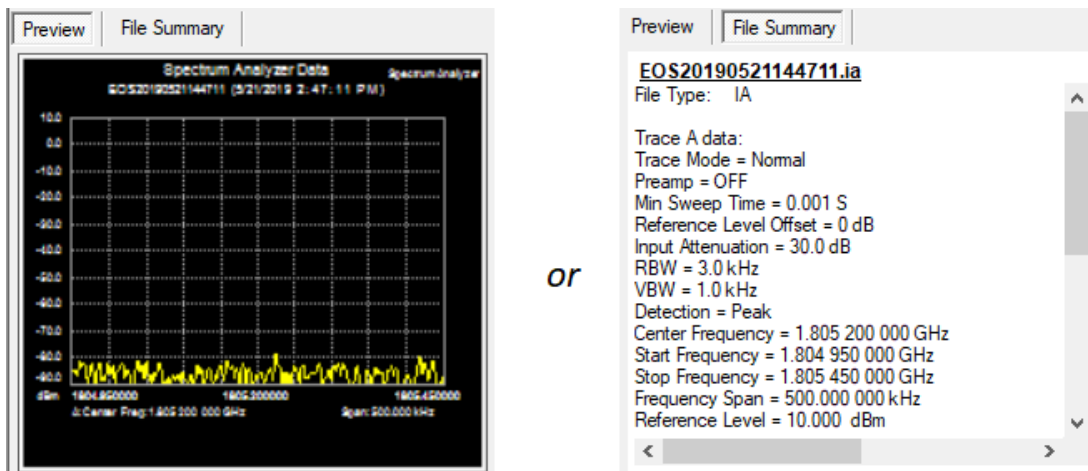 Preview
File Summary
Spectrum Analyzer Data
Spectrum Analyzer
EOS20190521144711 (5/21/2019 2:47:11 PM)
10.0
0.0
-10.0
-20.0
-30.0
-40.0
-50.0
-60.0
-70.0
-80.0
-90.0
dBm
1804.950000
1805.200000
1805.450000
A:Center Freq:1.805 200 000 GHz
Span:500.000 kHz
or
Preview
File Summary
EOS20190521144711.ia
File Type: IA
Trace A data:
Trace Mode = Normal
Preamp = OFF
Min Sweep Time = 0.001 S
Reference Level Offset = 0 dB
Input Attenuation = 30.0 dB
RBW = 3.0 kHz
VBW = 1.0 kHz
Detection = Peak
Center Frequency = 1.805 200 000 GHz
Start Frequency = 1.804 950 000 GHz
Stop Frequency = 1.805 450 000 GHz
Frequency Span = 500.000 000 kHz
Reference Level = 10.000 dBm